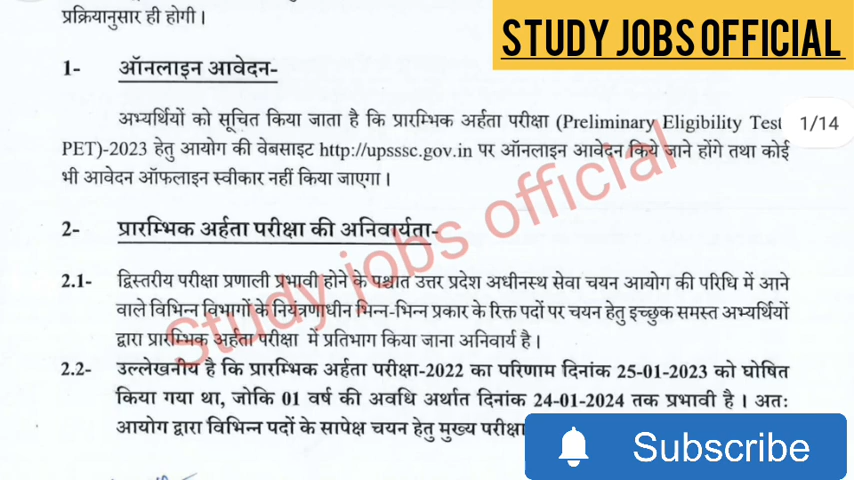 प्रक्रियानुसार ही होगी।
STUDY JOBS OFFICIAL
1- ऑनलाइन आवेदन-
अभ्यर्थियों को सूचित किया जाता है कि प्रारम्भिक अर्हता परीक्षा (Preliminary Eligibility Test
1/14
PET)-2023 हेतु आयोग की वेबसाइट http://upsssc.gov.in पर ऑनलाइन आवेदन किये जाने होंगे तथा कोई
भी आवेदन ऑफलाइन स्वीकार नहीं किया जाएगा।
2- प्रारम्भिक अर्हता परीक्षा की अनिवार्यता-
2.1- द्विस्तरीय परीक्षा प्रणाली प्रभावी होने के पश्चात उत्तर प्रदेश अधीनस्थ सेवा चयन आयोग की परिधि में आने
वाले विभिन्न विभागों के नियंत्रणाधीन भिन्न-भिन्न प्रकार के रिक्त पदों पर चयन हेतु इच्छुक समस्त अभ्यर्थियों
द्वारा प्रारम्भिक अर्हता परीक्षा में प्रतिभाग किया जाना अनिवार्य है।
2.2- उल्लेखनीय है कि प्रारम्भिक अर्हता परीक्षा-2022 का परिणाम दिनांक 25-01-2023 को घोषित
किया गया था, जोकि 01 वर्ष की अवधि अर्थात दिनांक 24-01-2024 तक प्रभावी है। अतः
आयोग द्वारा विभिन्न पदों के सापेक्ष चयन हेतु मुख्य परीक्षा
Study jobs official
Subscribe